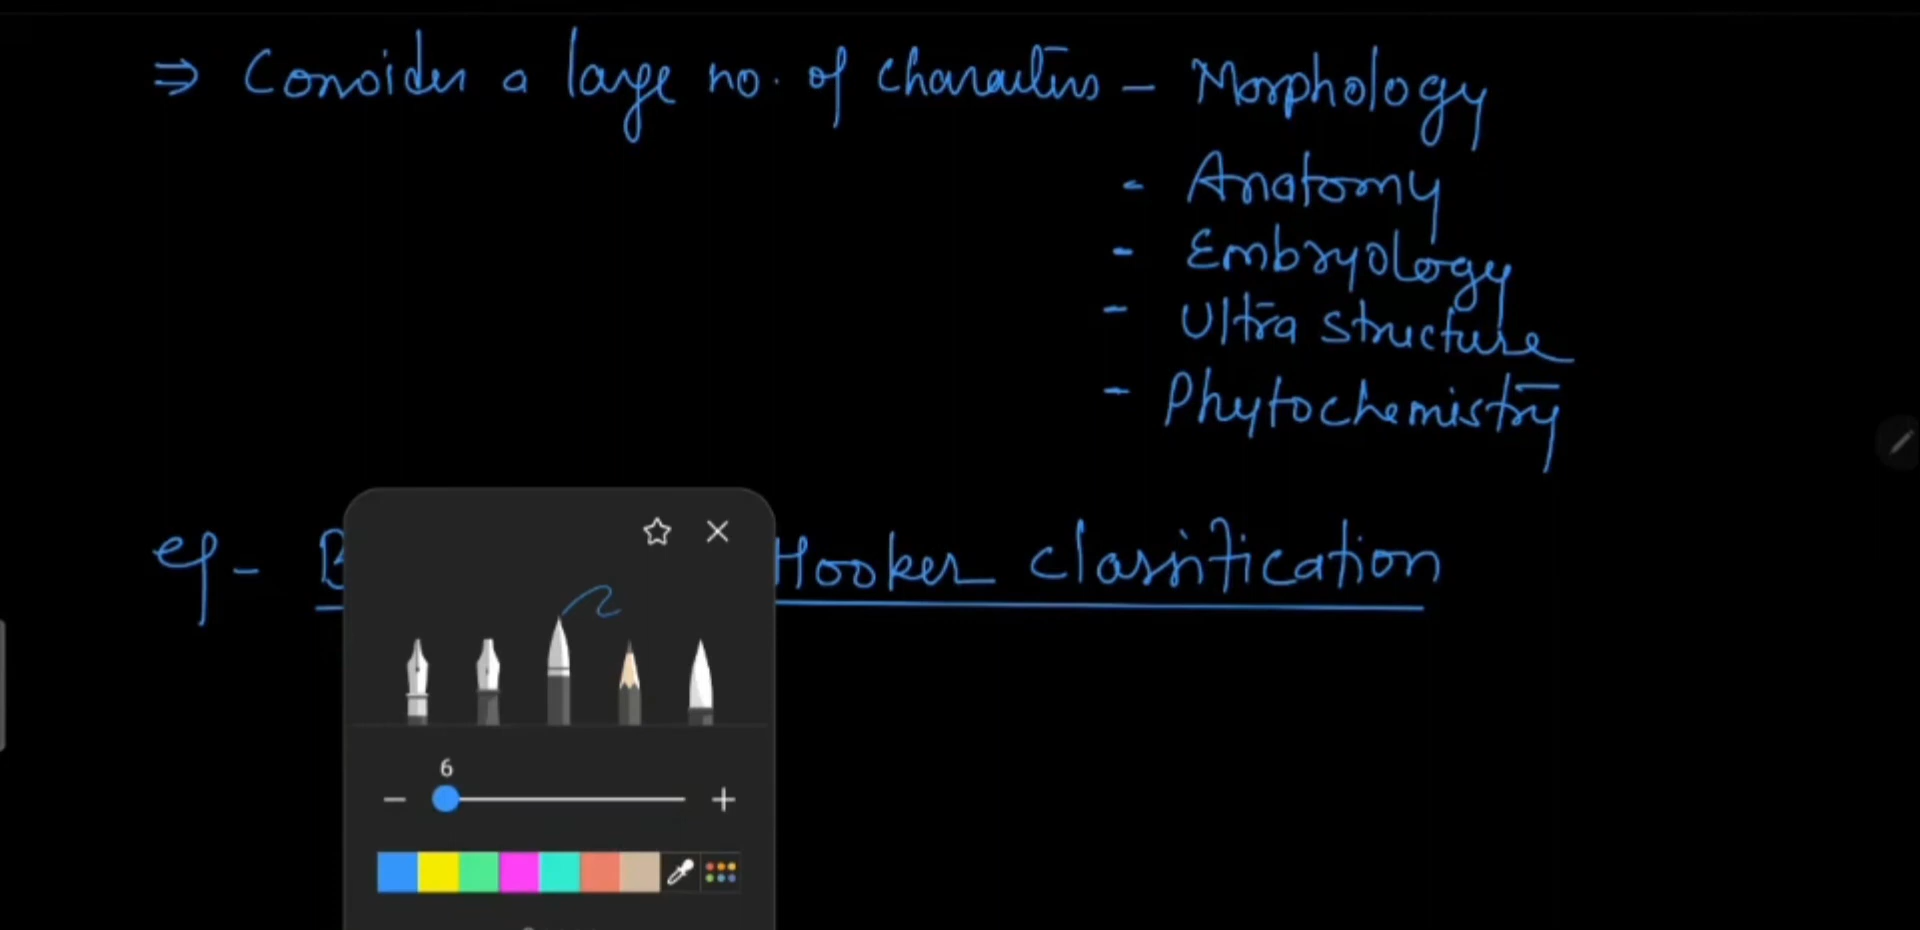 ⇒ Consider a large no. of characters - Morphology
- Anatomy
- Embryology
- Ultra structure
- Phytochemistry
eg - B Hooker classification
6